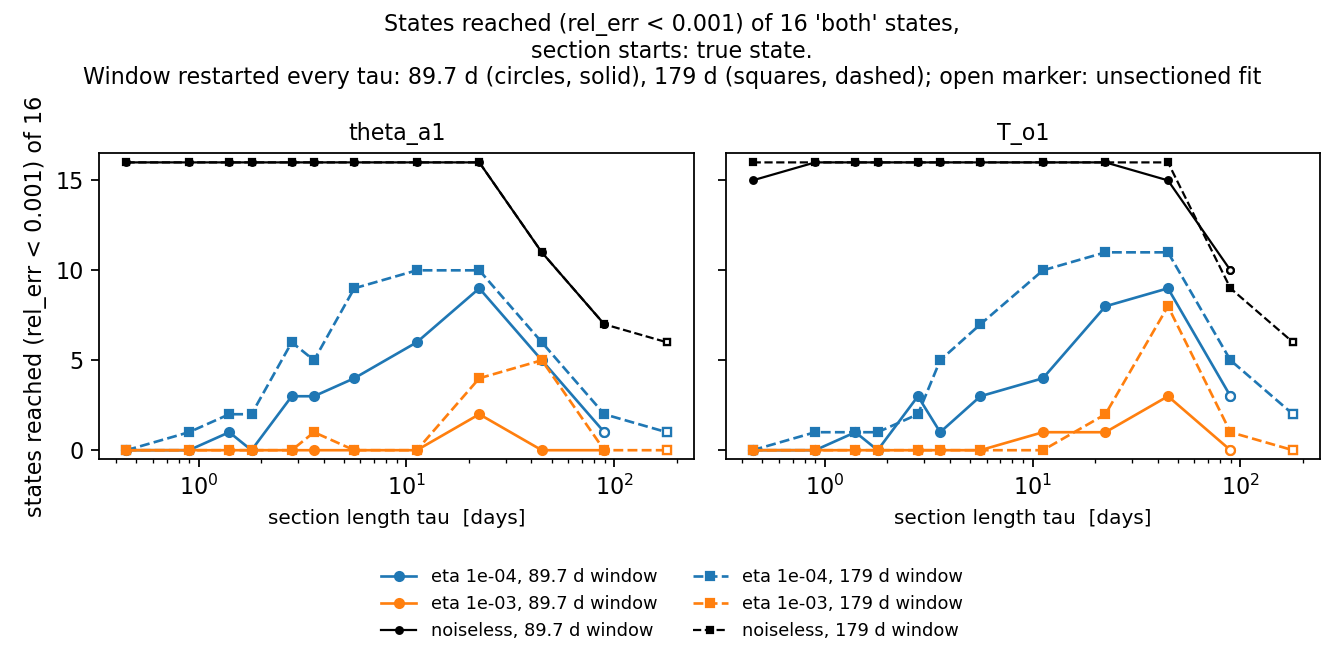 States reached (rel_err < 0.001) of 16 'both' states,
section starts: true state.
Window restarted every tau: 89.7 d (circles, solid), 179 d (squares, dashed); open marker: unsectioned fit
states reached (rel_err < 0.001) of 16
theta_a1
15
10
5
0
10^0 10^1 10^2
section length tau [days]
T_o1
10^0 10^1 10^2
section length tau [days]
eta 1e-04, 89.7 d window
eta 1e-03, 89.7 d window
noiseless, 89.7 d window
eta 1e-04, 179 d window
eta 1e-03, 179 d window
noiseless, 179 d window